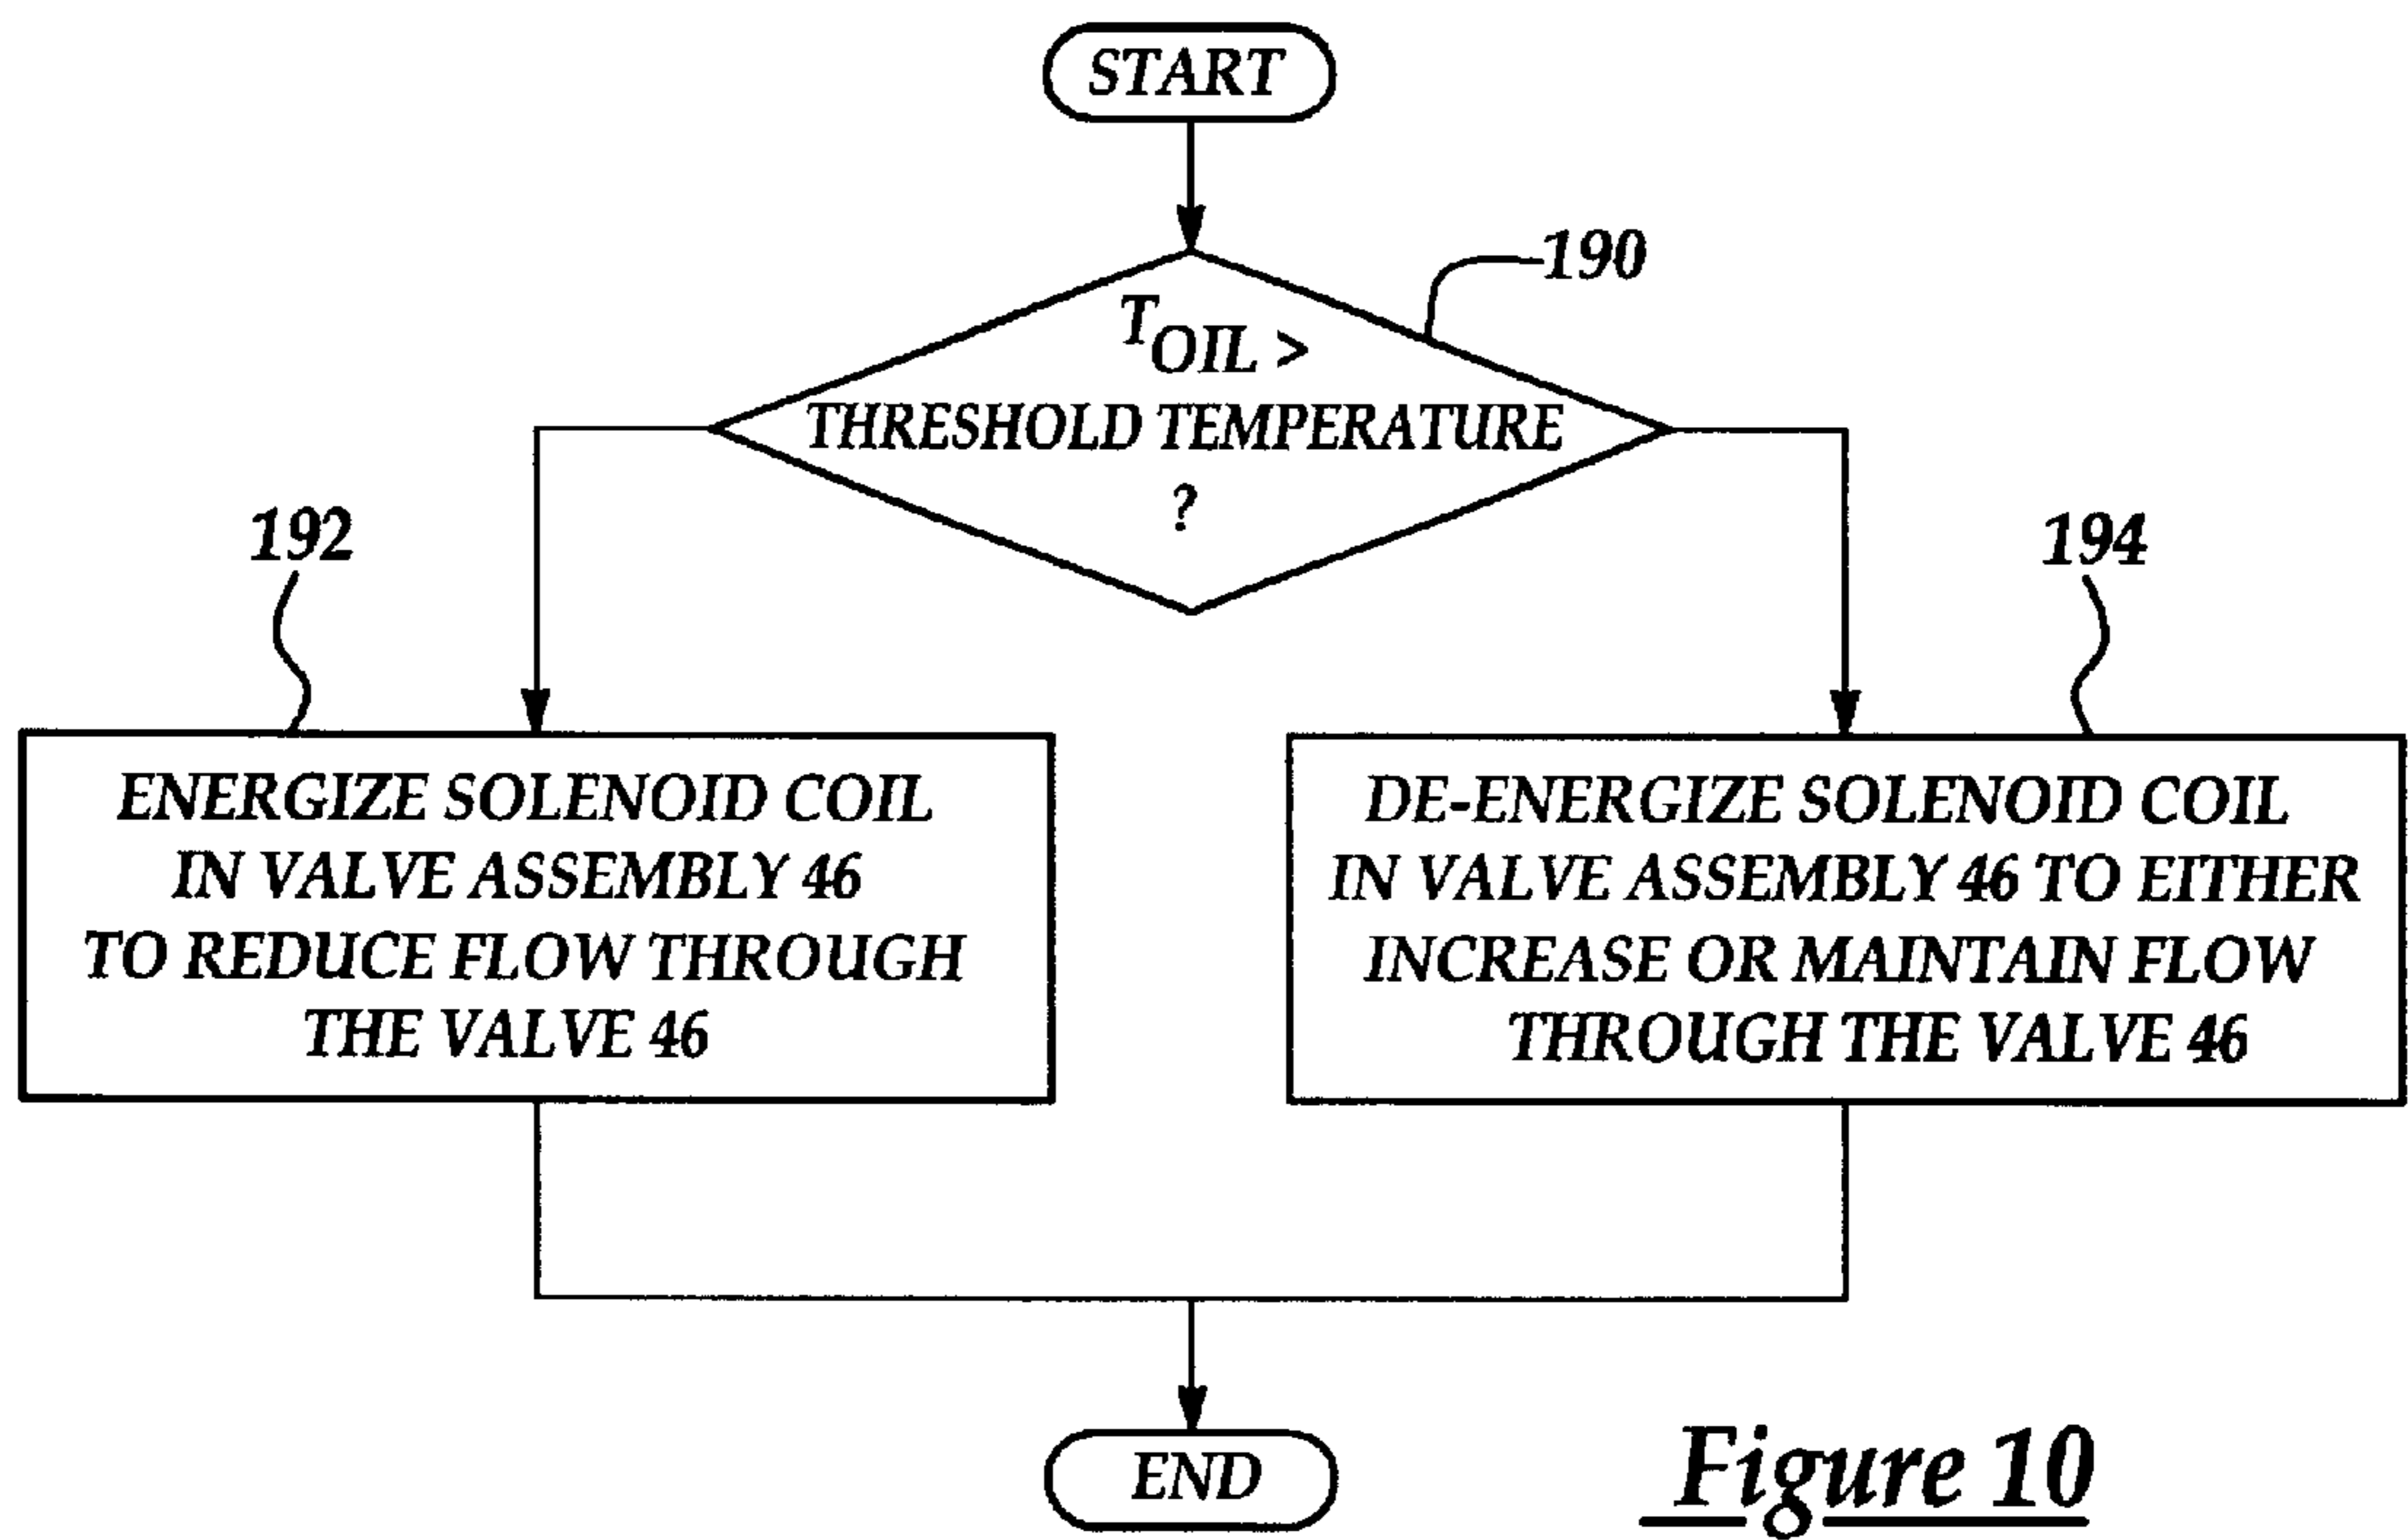 START
190
T OIL >
THRESHOLD TEMPERATURE
?
192
194
ENERGIZE SOLENOID COIL
IN VALVE ASSEMBLY 46
TO REDUCE FLOW THROUGH
THE VALVE 46
DE-ENERGIZE SOLENOID COIL
IN VALVE ASSEMBLY 46 TO EITHER
INCREASE OR MAINTAIN FLOW
THROUGH THE VALVE 46
END
Figure 10